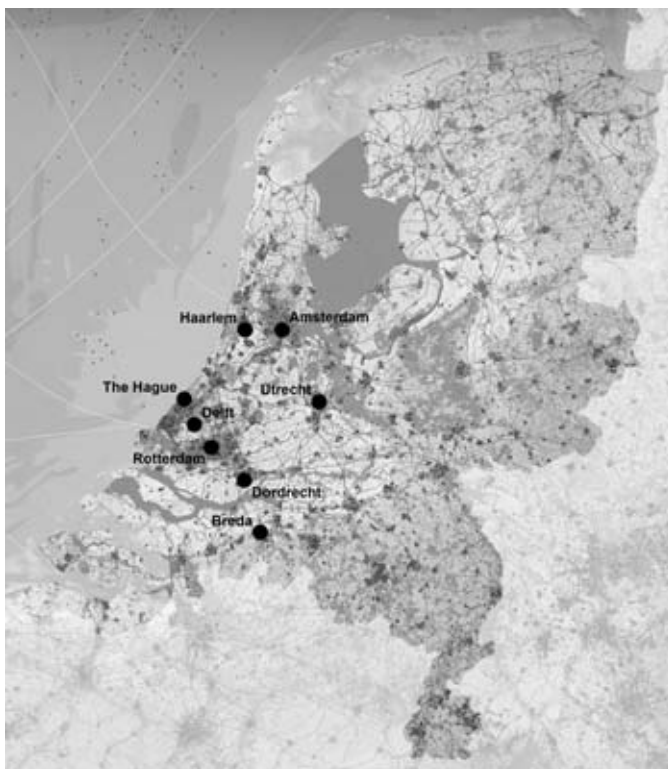 Haarlem
Amsterdam
The Hague
Utrecht
Delft
Rotterdam
Dordrecht
Breda